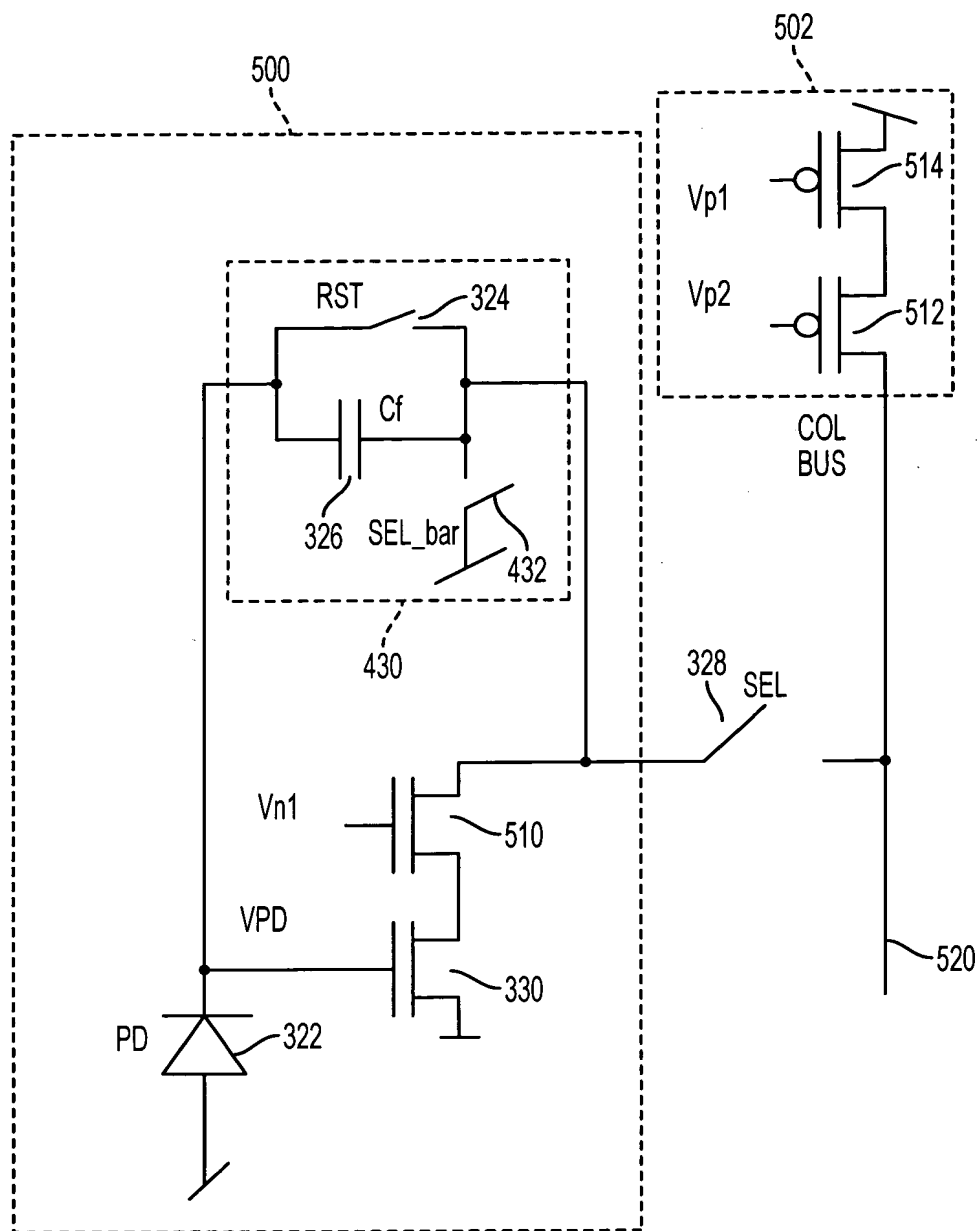 502
500
514
Vp1
RST
324
Vp2
512
Cf
COL
BUS
326
SEL_bar
432
430
328
SEL
Vn1
510
VPD
330
520
PD
322